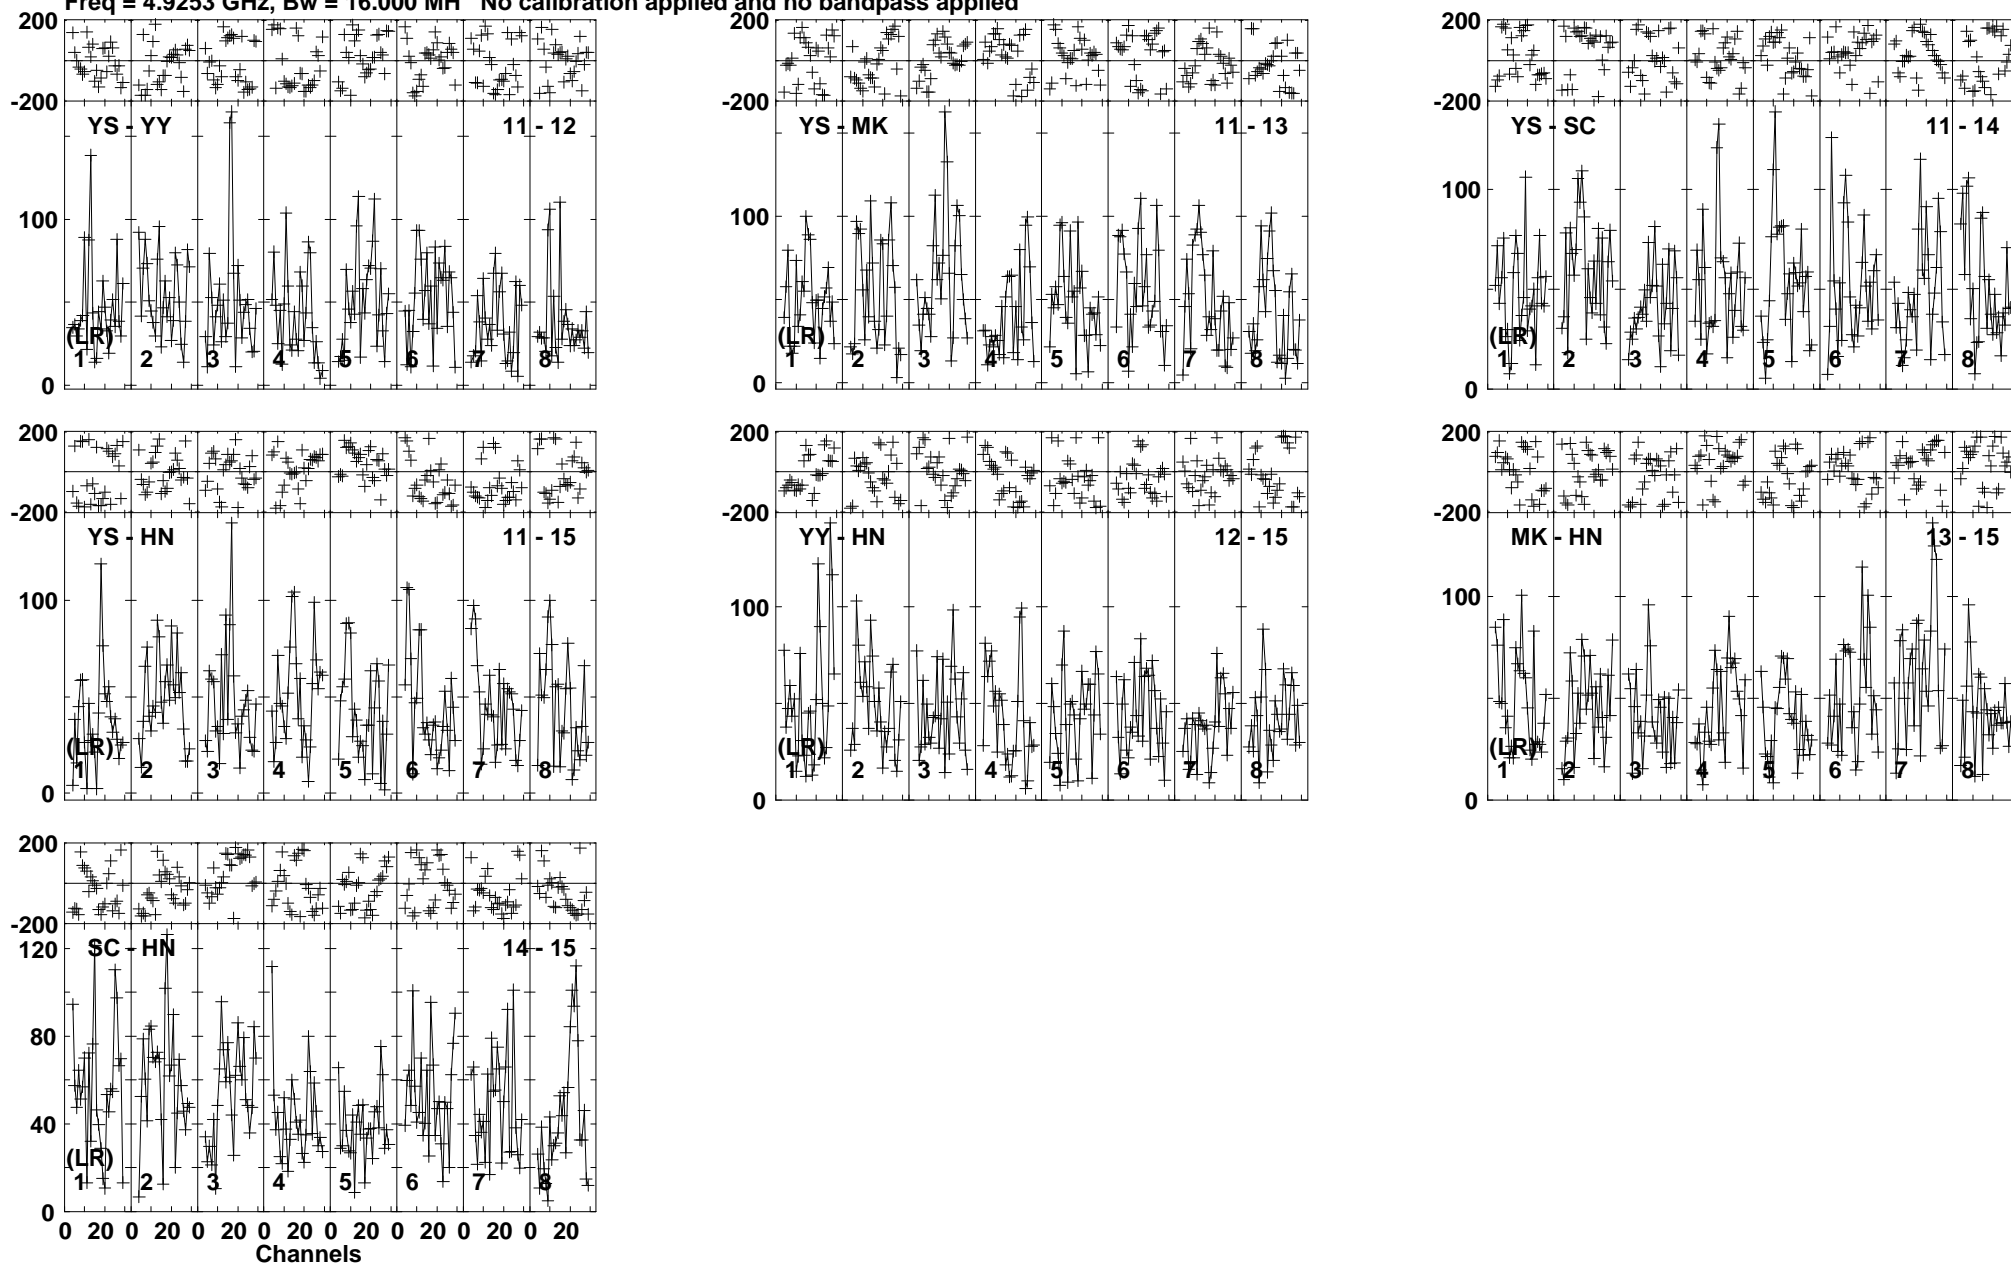 Freq = 4.9253 GHz, Bw = 16.000 MH No calibration applied and no bandpass applied
200
-200
YS - YY 11 - 12
100
(LR)
1 2 3 4 5 6 7 8
0
200
-200
YS - MK 11 - 13
100
(LR)
1 2 3 4 5 6 7 8
0
200
-200
YS - SC 11 - 14
100
(LR)
1 2 3 4 5 6 7 8
0
200
-200
YS - HN 11 - 15
100
(LR)
1 2 3 4 5 6 7 8
0
200
-200
YY - HN 12 - 15
100
(LR)
1 2 3 4 5 6 7 8
0
200
-200
MK - HN 13 - 15
100
(LR)
1 2 3 4 5 6 7 8
0
200
-200
120
SC - HN 14 - 15
80
40
(LR)
1 2 3 4 5 6 7 8
0
0 20 0 20 0 20 0 20 0 20 0 20 0 20 0 20
Channels